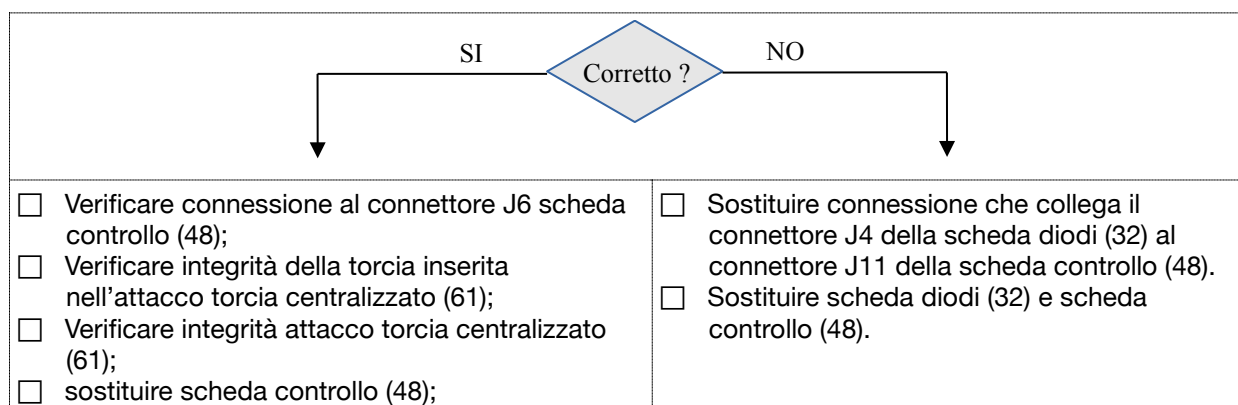 SI
Corretto ?
NO
Verificare connessione al connettore J6 scheda
controllo (48);
Verificare integrità della torcia inserita
nell'attacco torcia centralizzato (61);
Verificare integrità attacco torcia centralizzato
(61);
sostituire scheda controllo (48);
Sostituire connessione che collega il
connettore J4 della scheda diodi (32) al
connettore J11 della scheda controllo (48).
Sostituire scheda diodi (32) e scheda
controllo (48).